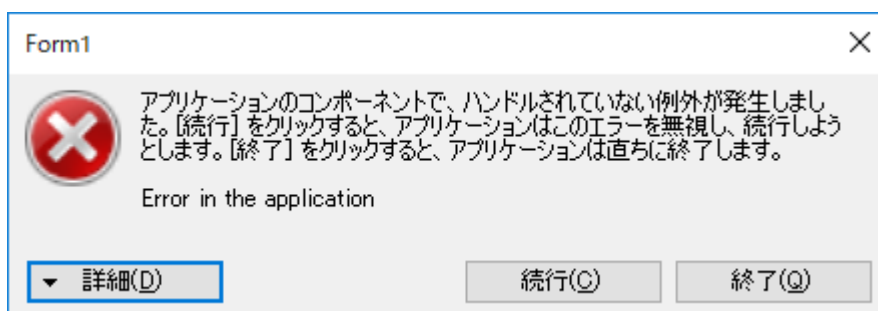 Form1
アプリケーションのコンポーネントで、ハンドルされていない例外が発生しまし
た。[続行] をクリックすると、アプリケーションはこのエラーを無視し、続行しよう
とします。[終了] をクリックすると、アプリケーションは直ちに終了します。
Error in the application
詳細(D)
続行(C)
終了(Q)